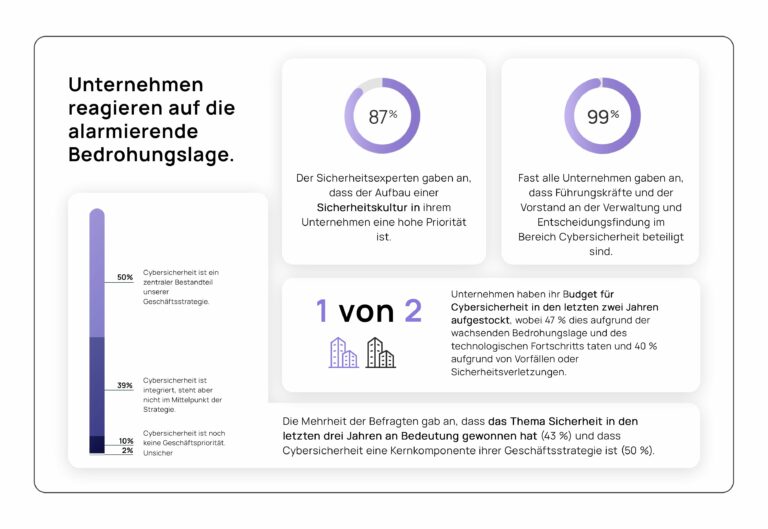 Unternehmen
reagieren auf die
alarmierende
Bedrohungslage.
87%
Der Sicherheitsexperten gaben an,
dass der Aufbau einer
Sicherheitskultur in ihrem
Unternehmen eine hohe Priorität
ist.
99%
Fast alle Unternehmen gaben an,
dass Führungskräfte und der
Vorstand an der Verwaltung und
Entscheidungsfindung im
Bereich Cybersicherheit beteiligt
sind.
50%
Cybersicherheit ist ein
zentraler Bestandteil
unserer
Geschäftsstrategie.
39%
Cybersicherheit ist
integriert, steht aber
nicht im Mittelpunkt der
Strategie.
10%
Cybersicherheit ist noch
keine Geschäftspriorität.
2%
Unsicher
1 von 2
Unternehmen haben ihr Budget für
Cybersicherheit in den letzten zwei Jahren
aufgestockt, wobei 47 % dies aufgrund der
wachsenden Bedrohungslage und des
technologischen Fortschritts taten und 40 %
aufgrund von Vorfällen oder
Sicherheitsverletzungen.
Die Mehrheit der Befragten gab an, dass das Thema Sicherheit in den
letzten drei Jahren an Bedeutung gewonnen hat (43 %) und dass
Cybersicherheit eine Kernkomponente ihrer Geschäftsstrategie ist (50 %).